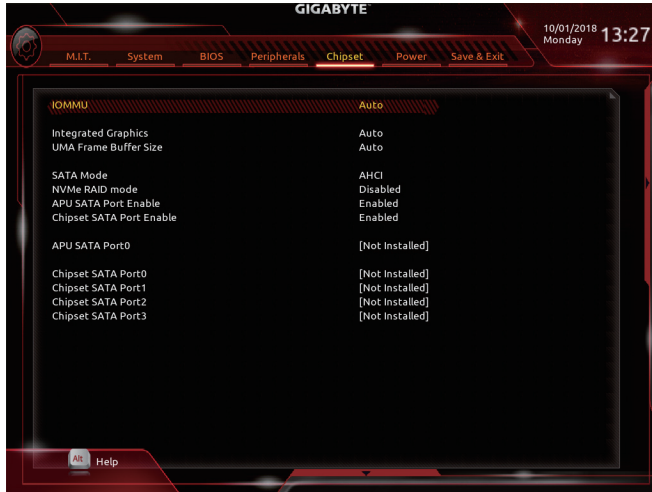 GIGABYTE™
10/01/2018 13:27
Monday
M.I.T. System BIOS Peripherals Chipset Power Save & Exit
IOMMU Auto
Integrated Graphics Auto
UMA Frame Buffer Size Auto
SATA Mode AHCI
NVMe RAID mode Disabled
APU SATA Port Enable Enabled
Chipset SATA Port Enable Enabled
APU SATA Port0 [Not Installed]
Chipset SATA Port0 [Not Installed]
Chipset SATA Port1 [Not Installed]
Chipset SATA Port2 [Not Installed]
Chipset SATA Port3 [Not Installed]
Alt Help